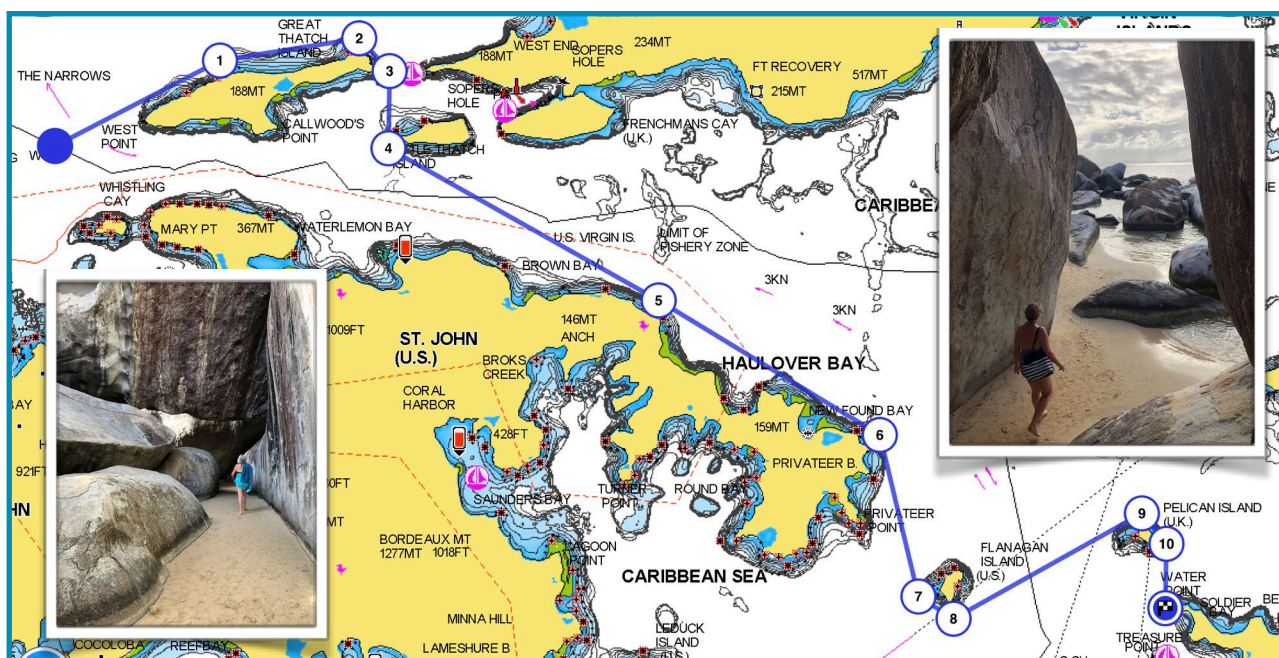 GREAT
THATCH
ISLAND
2
1
3
188MT
WEST END
SOPERS
HOLE
234MT
FT RECOVERY
517MT
215MT
THE NARROWS
188MT
SOPERS
HOLE
WEST
POINT
CALLWOOD'S
POINT
4
ISLAND
FRENCHMANS CAY
(U.K.)
WHISTLING
CAY
MARY PT
367MT
WATERLEMON BAY
U.S. VIRGIN IS.
LIMIT OF
FISHERY ZONE
BROWN BAY
3KN
3KN
5
1009FT
ST. JOHN
(U.S.)
146MT
ANCH
BROKS
CREEK
HAULOVER BAY
CORAL
HARBOR
428FT
159MT
NEW FOUND BAY
6
PRIVATEER B.
921FT
SAUNDERS BAY
TURNER
POINT
ROUND BAY
PRIVATEER
POINT
9
PELICAN ISLAND
(U.K.)
10
BORDEAUX MT
1277MT
1018FT
LAGOON
POINT
FLANAGAN
ISLAND
(U.S.)
CARIBBEAN SEA
7
8
WATER
POINT
SOLDIER
BAY
MINNA HILL
LAMESHURE B
LEDUCK
ISLAND
(U.S.)
TREASURE
POINT
COCOLOBA
REEF BAY